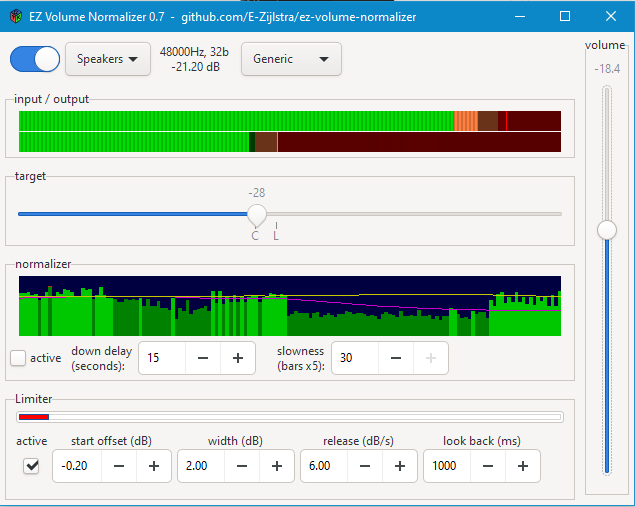 EZ Volume Normalizer 0.7 - github.com/E-Zijlstra/ez-volume-normalizer
Speakers
48000Hz, 32b
-21.20 dB
Generic
volume
-18.4
input / output
target
-28
C L
normalizer
active
down delay
(seconds):
15
slowness
(bars x5):
30
Limiter
active
start offset (dB)
width (dB)
release (dB/s)
look back (ms)
-0.20
2.00
6.00
1000